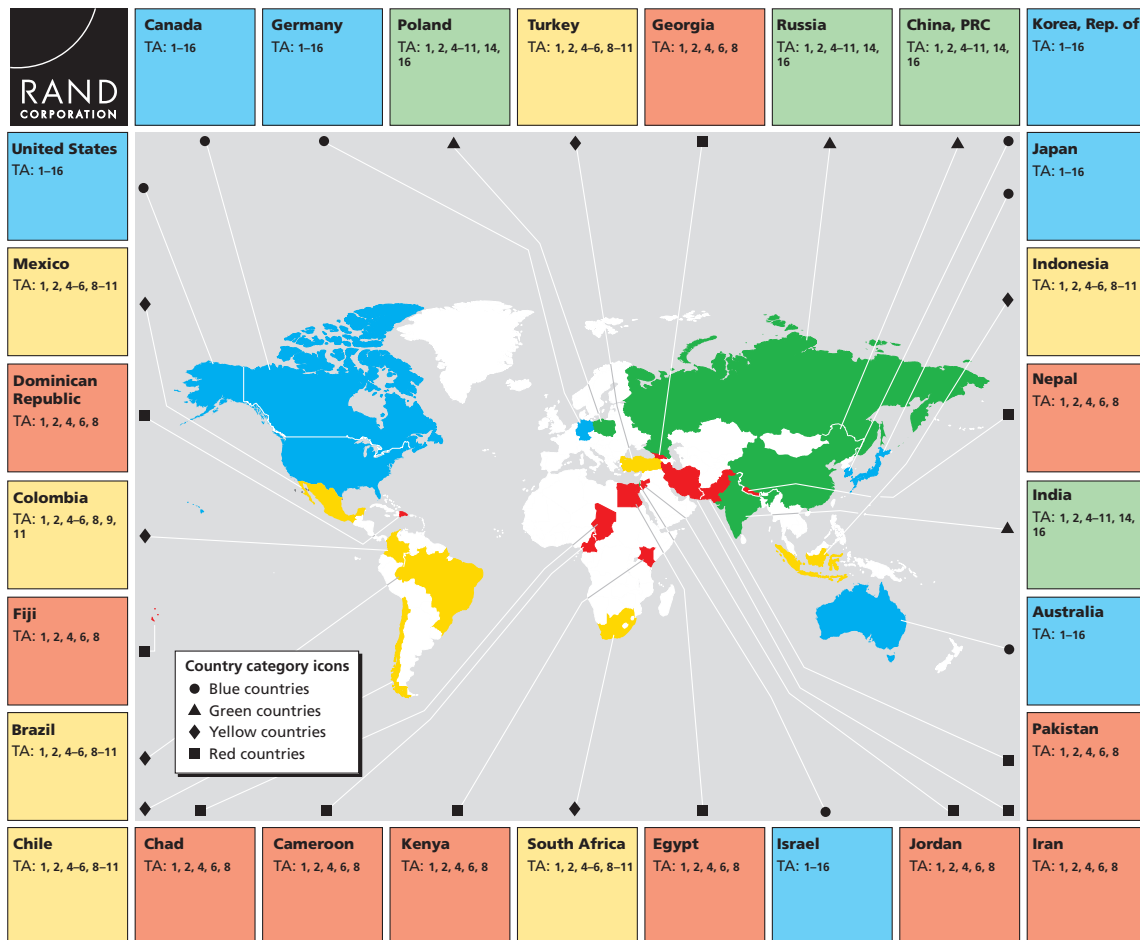 RAND
CORPORATION
Canada
TA: 1–16
Germany
TA: 1–16
Poland
TA: 1, 2, 4–11, 14,
16
Turkey
TA: 1, 2, 4–6, 8–11
Georgia
TA: 1, 2, 4, 6, 8
Russia
TA: 1, 2, 4–11, 14,
16
China, PRC
TA: 1, 2, 4–11, 14,
16
Korea, Rep. of
TA: 1–16
United States
TA: 1–16
Japan
TA: 1–16
Mexico
TA: 1, 2, 4–6, 8–11
Indonesia
TA: 1, 2, 4–6, 8–11
Dominican
Republic
TA: 1, 2, 4, 6, 8
Nepal
TA: 1, 2, 4, 6, 8
Colombia
TA: 1, 2, 4–6, 8, 9,
11
India
TA: 1, 2, 4–11, 14,
16
Fiji
TA: 1, 2, 4, 6, 8
Australia
TA: 1–16
Country category icons
Blue countries
Green countries
Yellow countries
Red countries
Brazil
TA: 1, 2, 4–6, 8–11
Pakistan
TA: 1, 2, 4, 6, 8
Chile
TA: 1, 2, 4–6, 8–11
Chad
TA: 1, 2, 4, 6, 8
Cameroon
TA: 1, 2, 4, 6, 8
Kenya
TA: 1, 2, 4, 6, 8
South Africa
TA: 1, 2, 4–6, 8–11
Egypt
TA: 1, 2, 4, 6, 8
Israel
TA: 1–16
Jordan
TA: 1, 2, 4, 6, 8
Iran
TA: 1, 2, 4, 6, 8